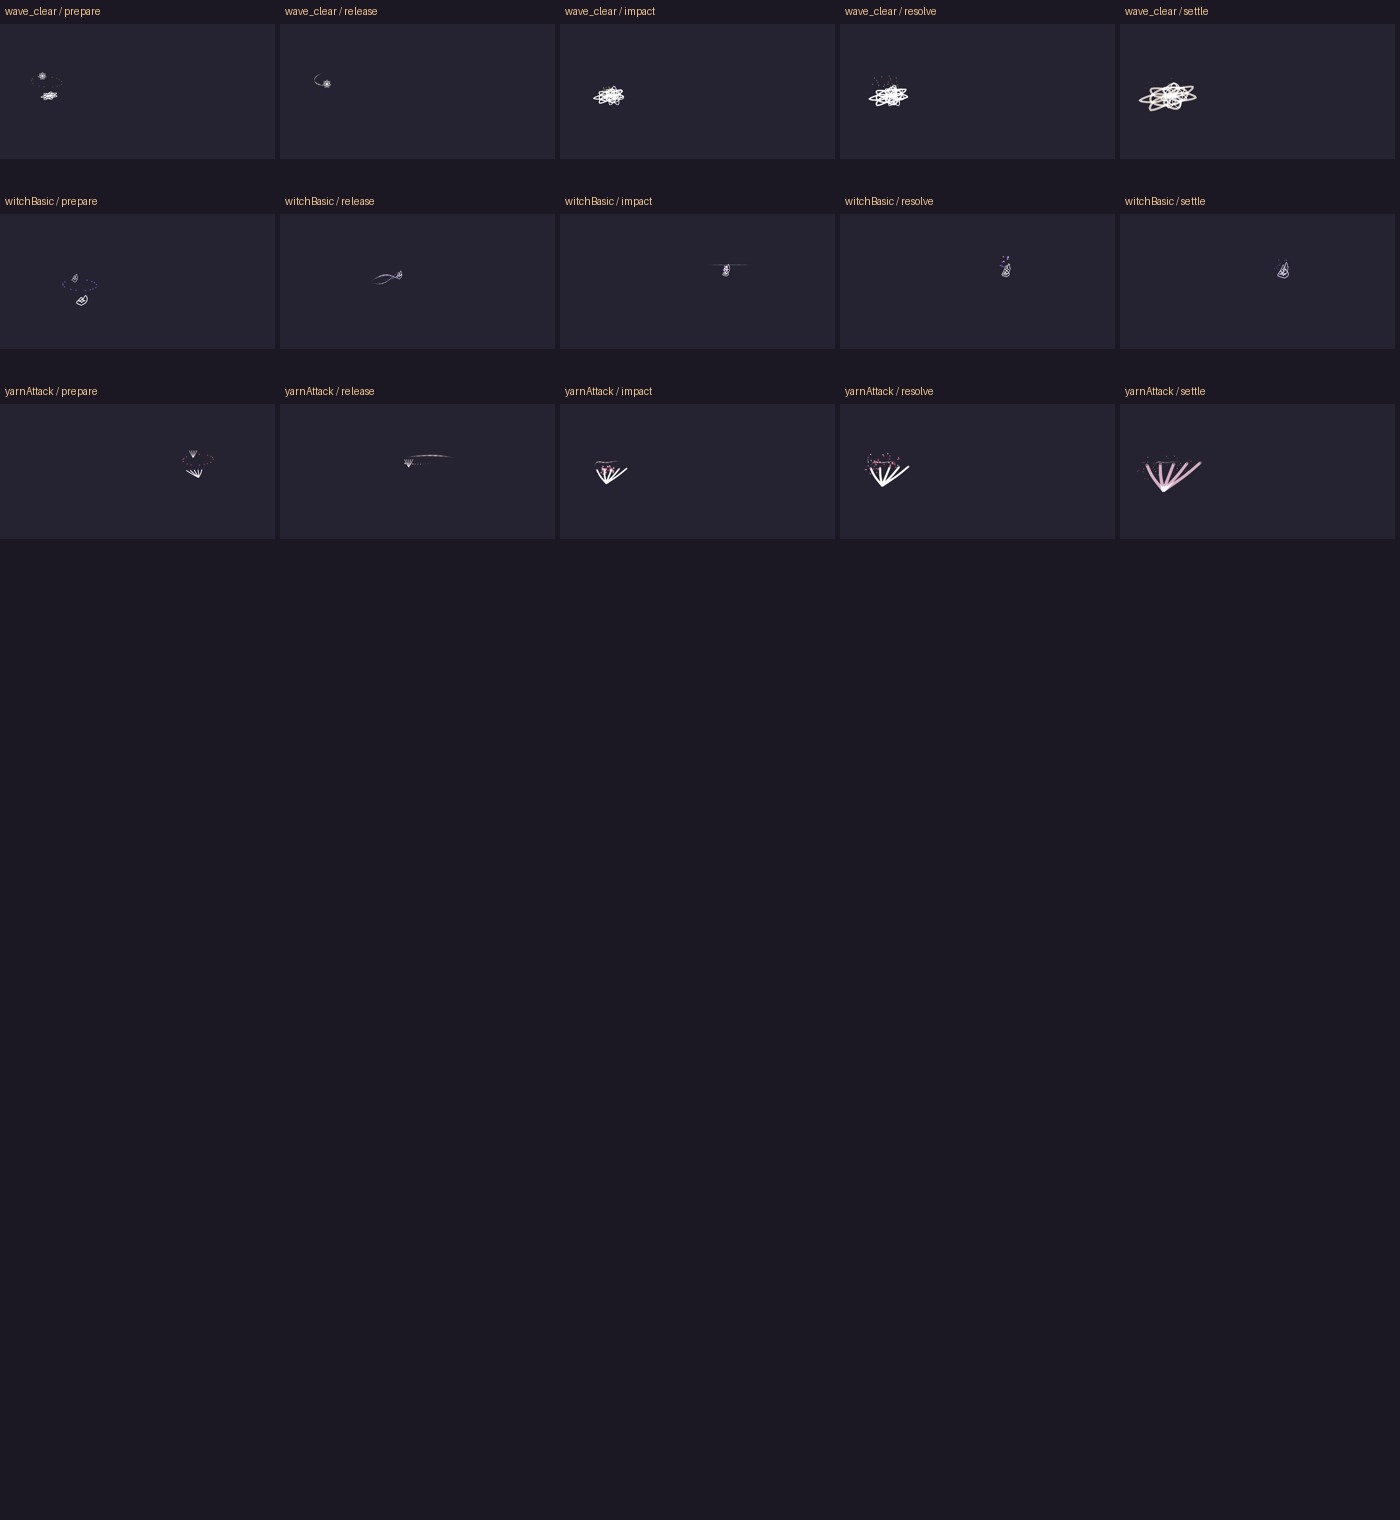 wave_clear / prepare
wave_clear / release
wave_clear / impact
wave_clear / resolve
wave_clear / settle
witchBasic / prepare
witchBasic / release
witchBasic / impact
witchBasic / resolve
witchBasic / settle
yarnAttack / prepare
yarnAttack / release
yarnAttack / impact
yarnAttack / resolve
yarnAttack / settle